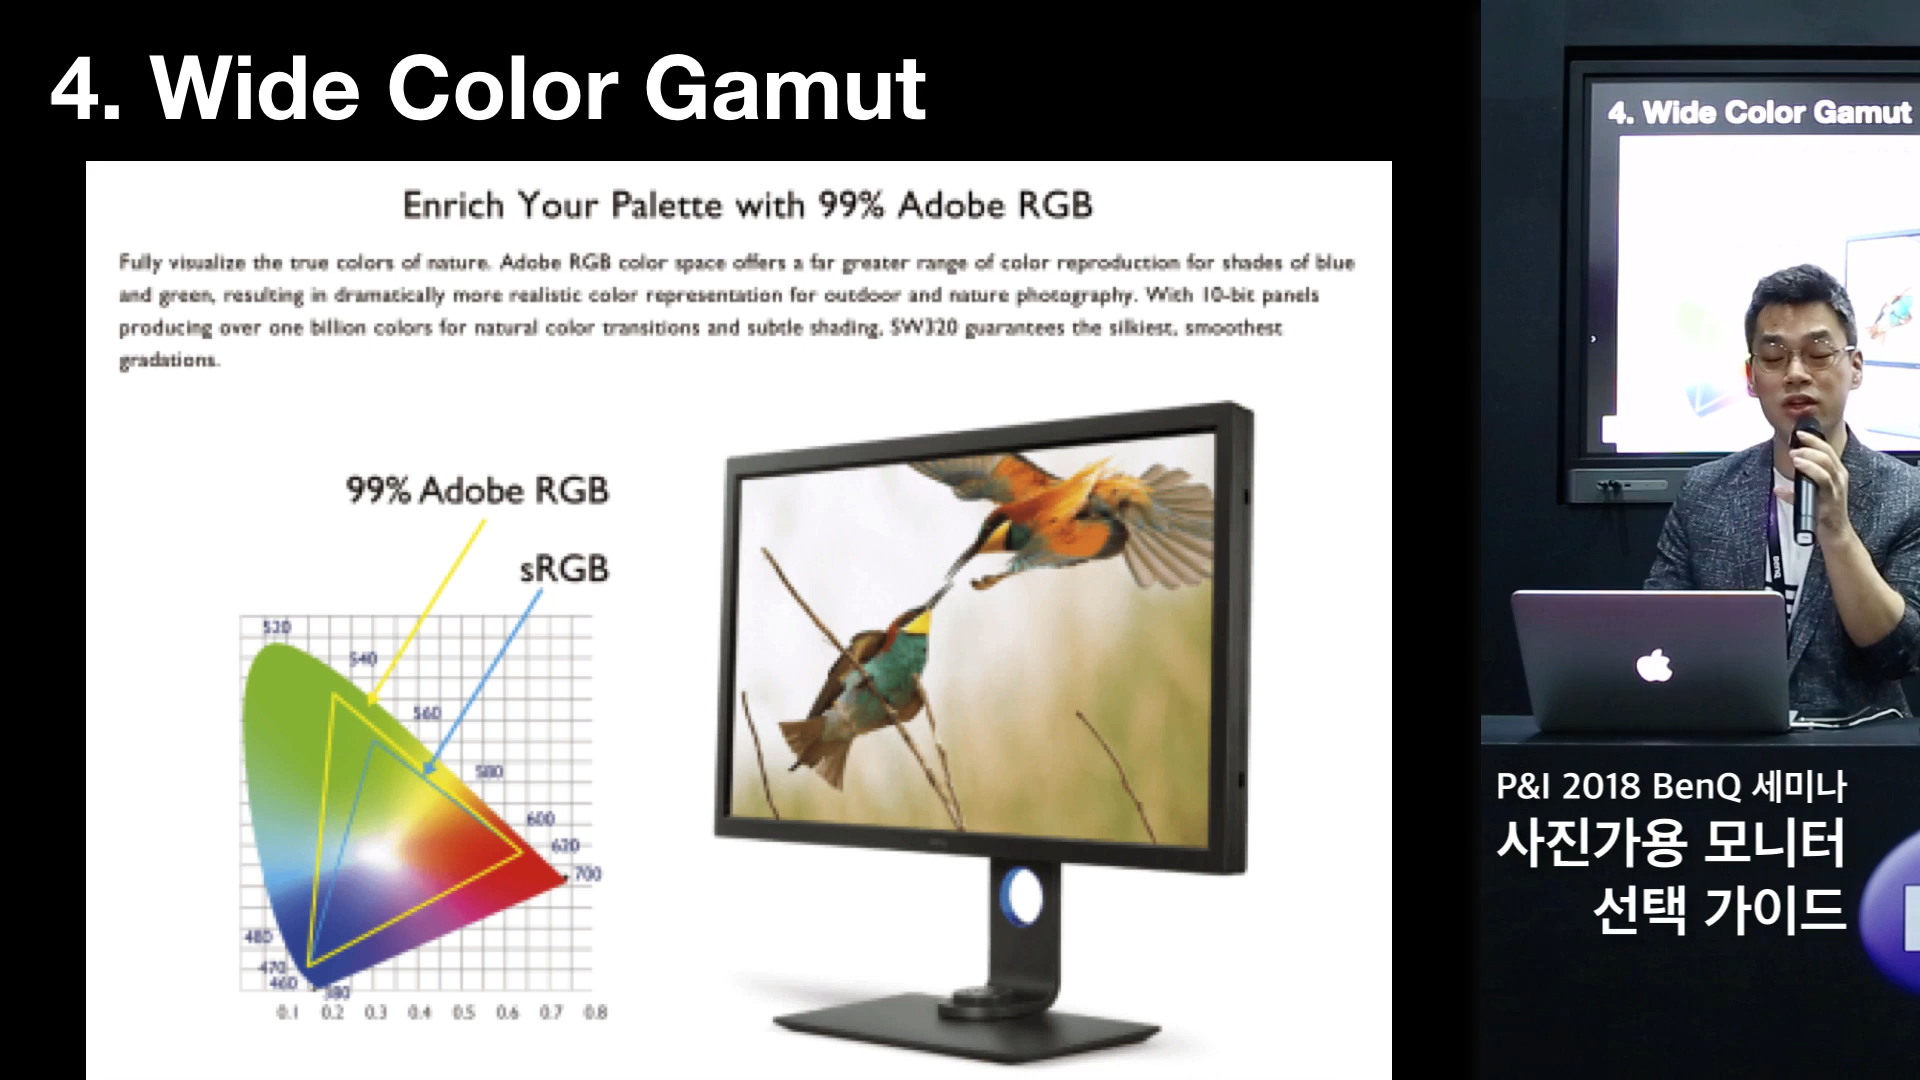 4. Wide Color Gamut
Enrich Your Palette with 99% Adobe RGB
Fully visualize the true colors of nature. Adobe RGB color space offers a far greater range of color reproduction for shades of blue
and green, resulting in dramatically more realistic color representation for outdoor and nature photography. With 10-bit panels
producing over one billion colors for natural color transitions and subtle shading, SW320 guarantees the silkiest, smoothest
gradations.
99% Adobe RGB
sRGB
520
540
560
580
600
620
700
480
470
460
380
0.1 0.2 0.3 0.4 0.5 0.6 0.7 0.8
4. Wide Color Gamut
P&I 2018 BenQ 세미나
사진가용 모니터
선택 가이드